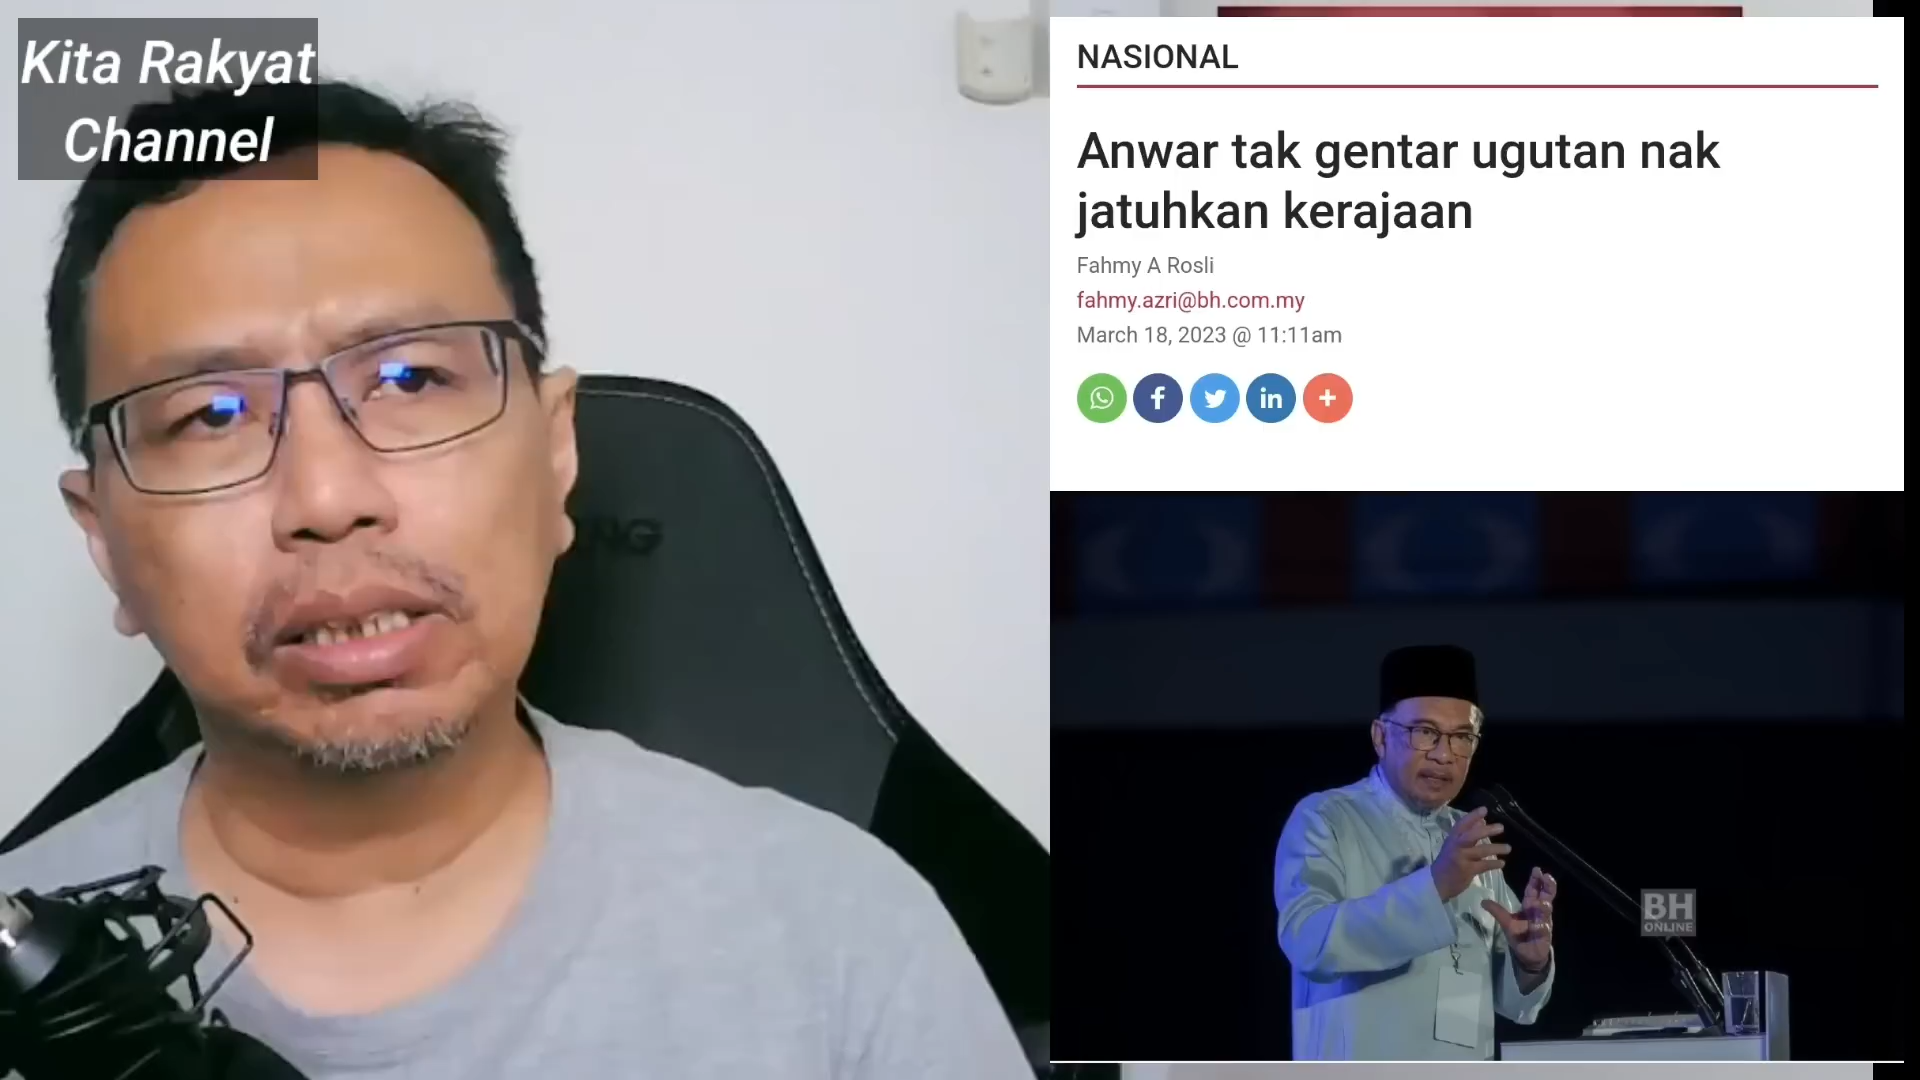 Kita Rakyat
Channel
NASIONAL
Anwar tak gentar ugutan nak
jatuhkan kerajaan
Fahmy A Rosli
fahmy.azri@bh.com.my
March 18, 2023 @ 11:11am
BH
ONLINE